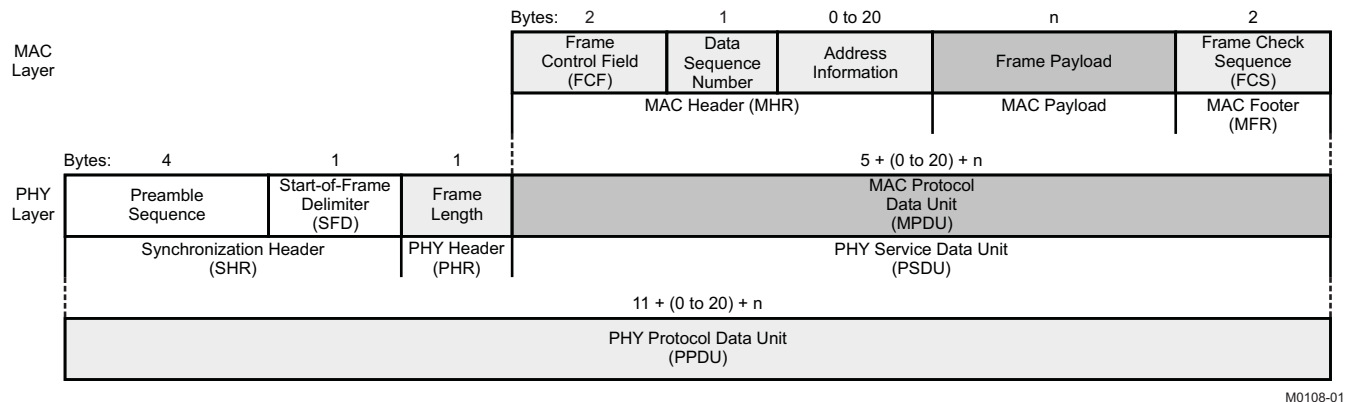 Bytes: 2 1 0 to 20 n 2
MAC
Layer
Frame
Control Field
(FCF)
Data
Sequence
Number
Address
Information
Frame Payload
Frame Check
Sequence
(FCS)
MAC Header (MHR)
MAC Payload
MAC Footer
(MFR)
Bytes: 4 1 1 5 + (0 to 20) + n
PHY
Layer
Preamble
Sequence
Start-of-Frame
Delimiter
(SFD)
Frame
Length
MAC Protocol
Data Unit
(MPDU)
Synchronization Header
(SHR)
PHY Header
(PHR)
PHY Service Data Unit
(PSDU)
11 + (0 to 20) + n
PHY Protocol Data Unit
(PPDU)
M0108-01